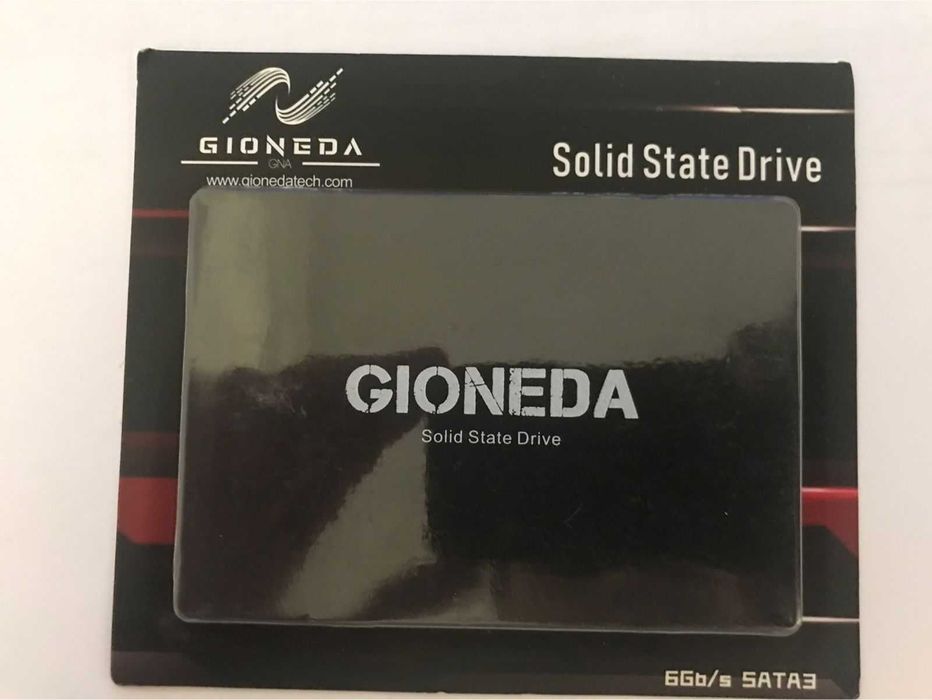 GIONEDA
GNA
www.gionedatech.com
Solid State Drive
GIONEDA
Solid State Drive
6Gb/s SATA3